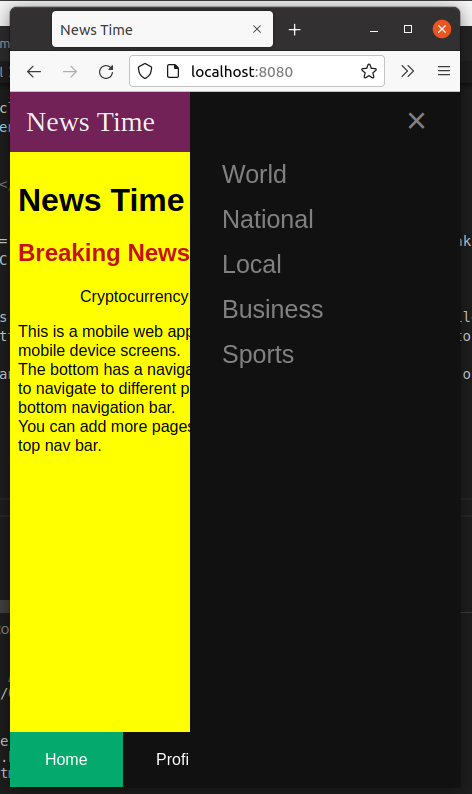 News Time
localhost:8080
News Time
×
World
National
Local
Business
Sports
News Time
Breaking News
Cryptocurrency
This is a mobile web app
mobile device screens.
The bottom has a naviga
to navigate to different p
bottom navigation bar.
You can add more pages
top nav bar.
Home
Profi